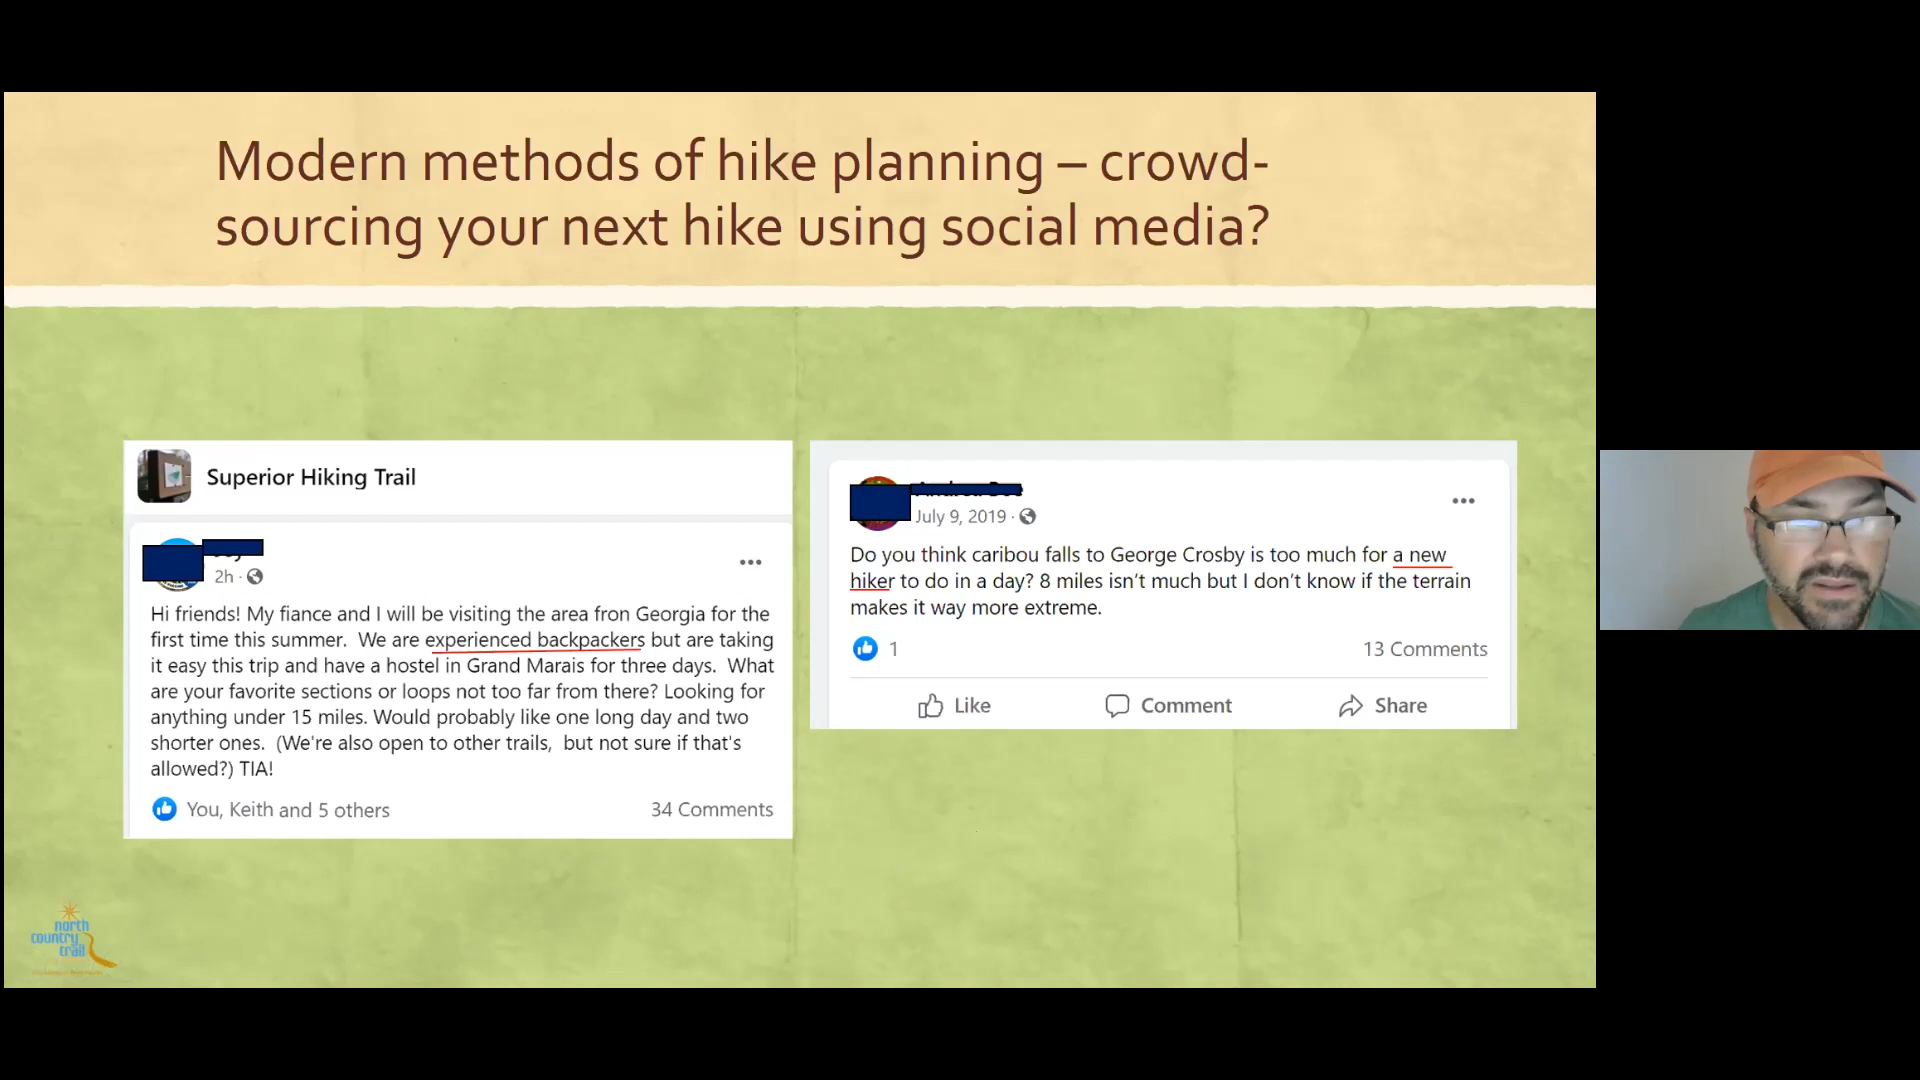 Modern methods of hike planning – crowd-
sourcing your next hike using social media?
Superior Hiking Trail
2h ·
Hi friends! My fiance and I will be visiting the area fron Georgia for the
first time this summer. We are experienced backpackers but are taking
it easy this trip and have a hostel in Grand Marais for three days. What
are your favorite sections or loops not too far from there? Looking for
anything under 15 miles. Would probably like one long day and two
shorter ones. (We're also open to other trails, but not sure if that's
allowed?) TIA!
You, Keith and 5 others
34 Comments
July 9, 2019 ·
Do you think caribou falls to George Crosby is too much for a new
hiker to do in a day? 8 miles isn't much but I don't know if the terrain
makes it way more extreme.
1
13 Comments
Like
Comment
Share
north
country
trail